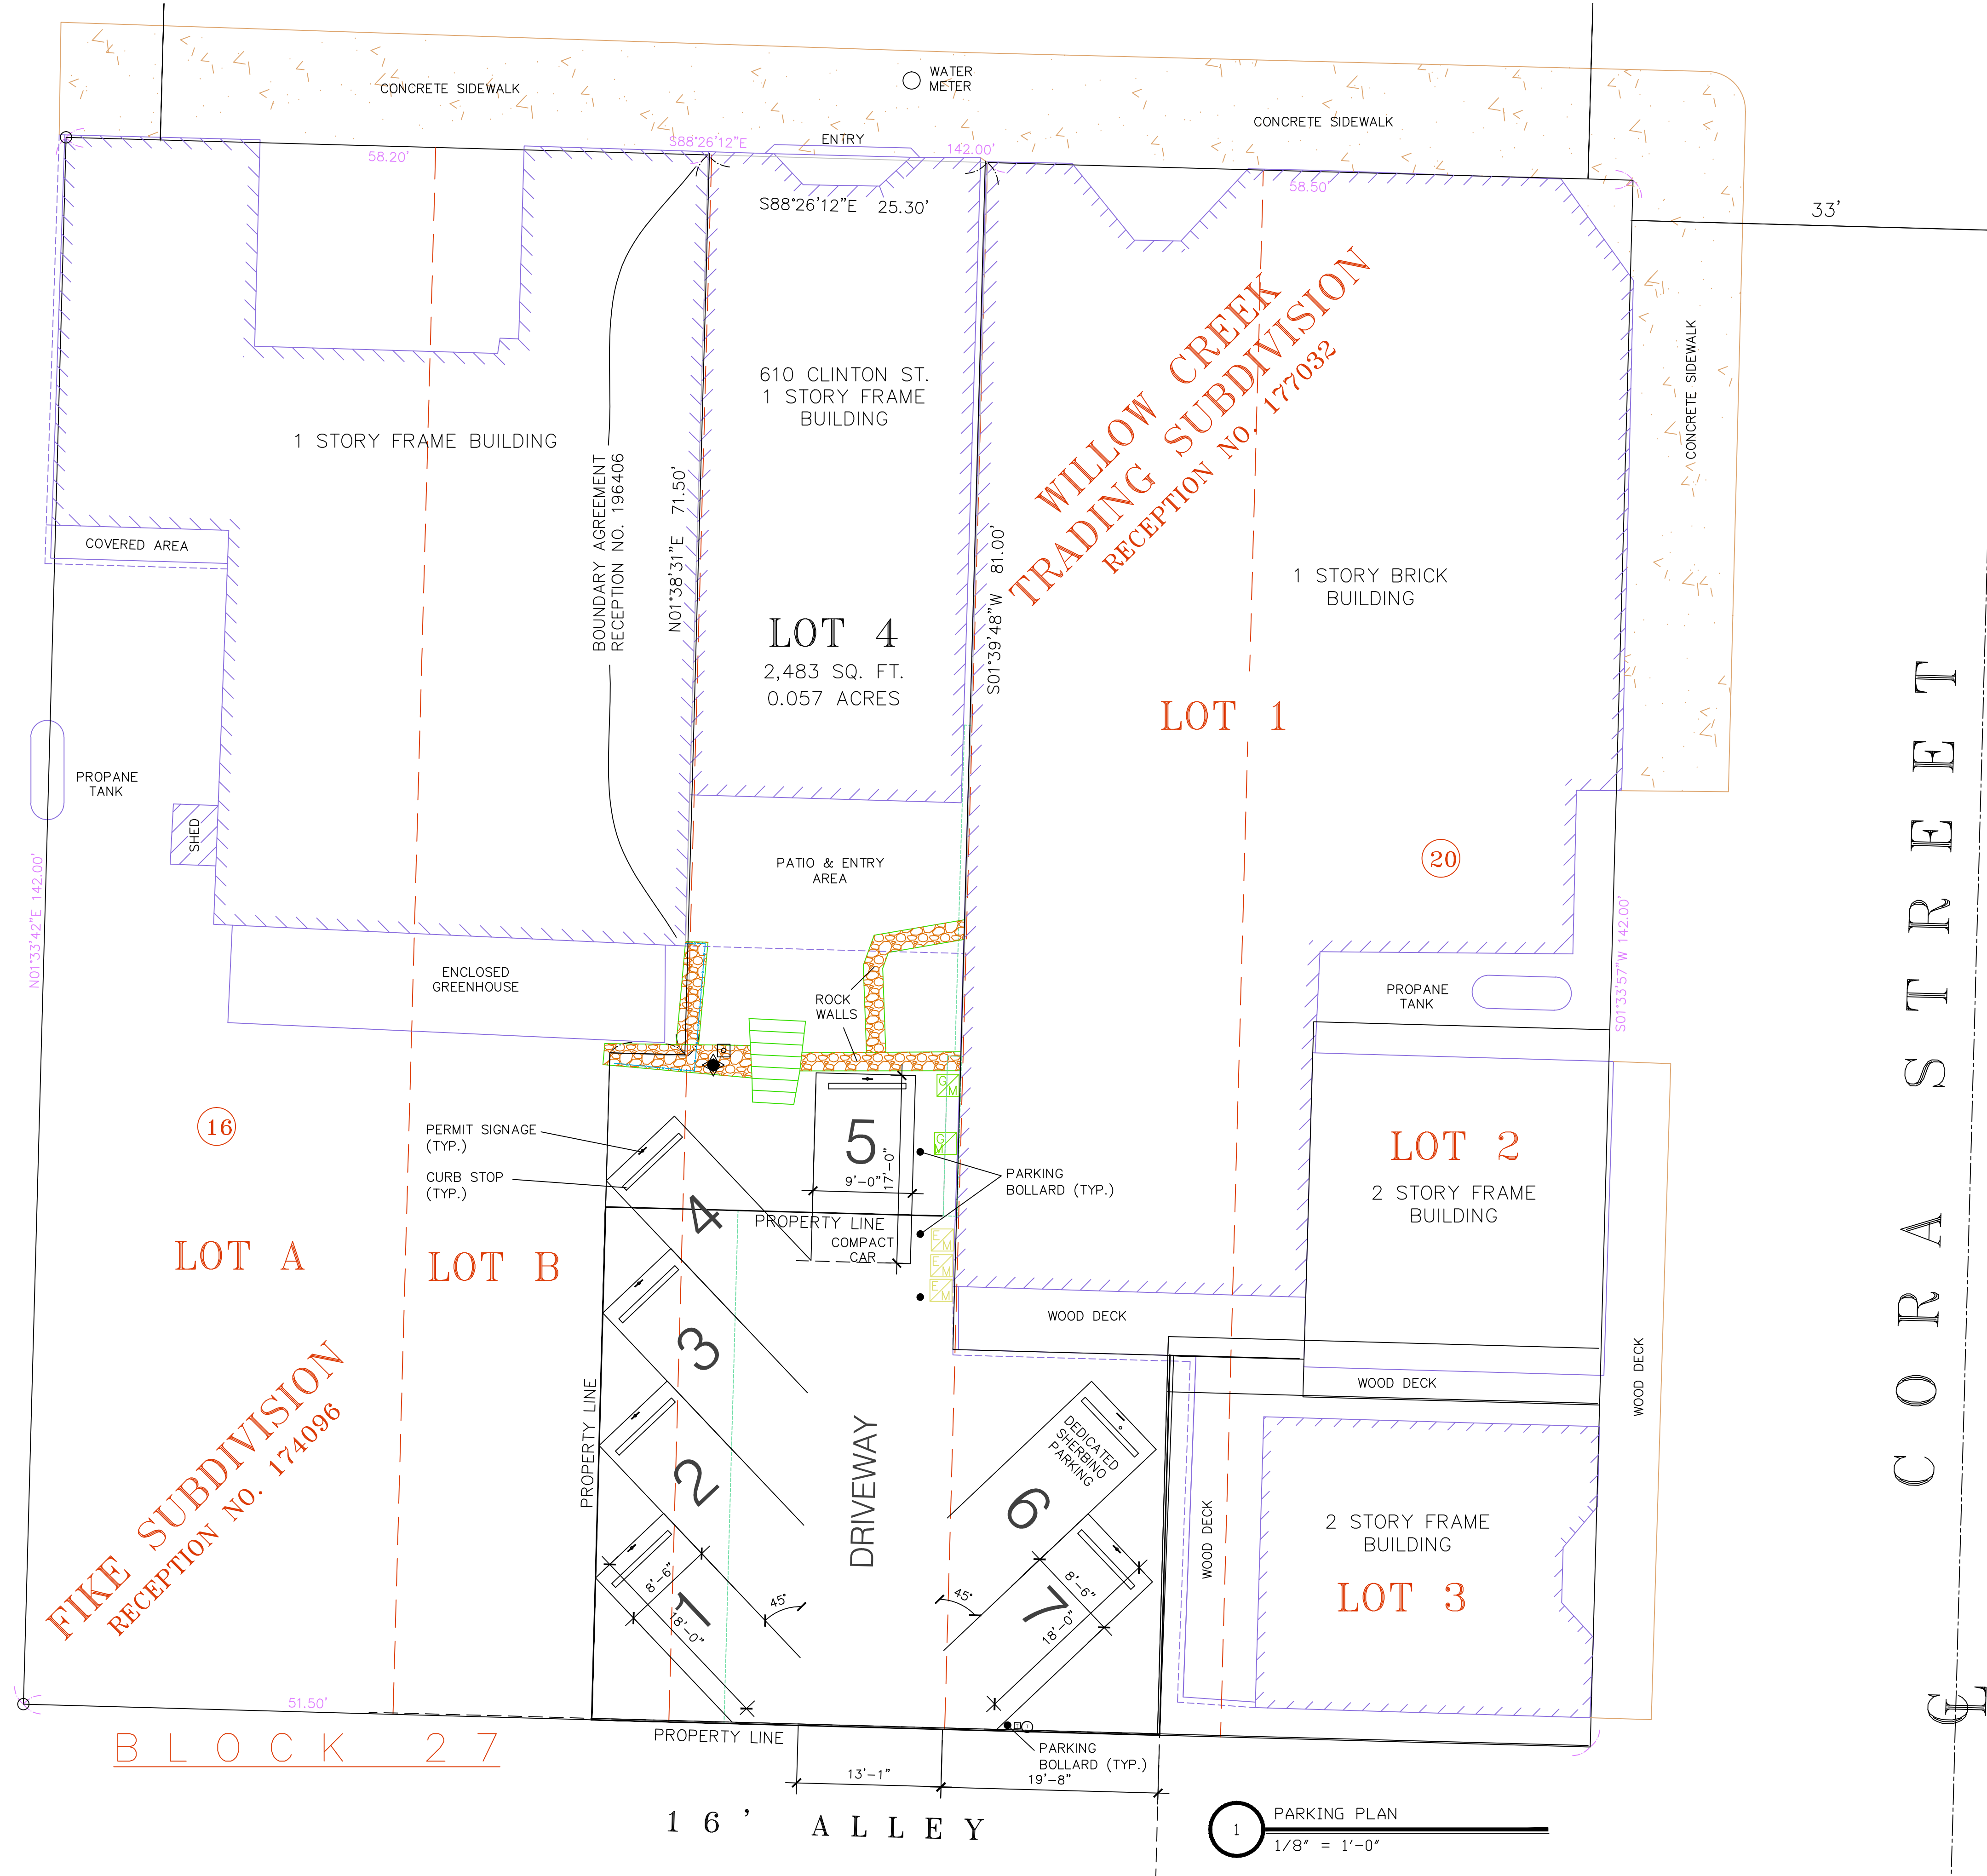 WATER
METER
CONCRETE SIDEWALK
CONCRETE SIDEWALK
ENTRY
S88°26'12"E
142.00'
58.20'
58.50'
S88°26'12"E 25.30'
33'
610 CLINTON ST.
1 STORY FRAME
BUILDING
1 STORY FRAME BUILDING
BOUNDARY AGREEMENT
RECEPTION NO. 196406
N01°38'31"E 71.50'
S01°39'48"W 81.00'
WILLOW CREEK
TRADING SUBDIVISION
RECEPTION NO. 177032
CONCRETE SIDEWALK
COVERED AREA
1 STORY BRICK
BUILDING
LOT 4
2,483 SQ. FT.
0.057 ACRES
LOT 1
PROPANE
TANK
SHED
PATIO & ENTRY
AREA
20
N01°33'42"E 142.00'
S01°33'57"W 142.00'
ENCLOSED
GREENHOUSE
ROCK
WALLS
PROPANE
TANK
CORA STREET
CL
16
PERMIT SIGNAGE
(TYP.)
CURB STOP
(TYP.)
5
9'-0"
17'-0"
G
M
G
M
PARKING
BOLLARD (TYP.)
LOT 2
2 STORY FRAME
BUILDING
4
PROPERTY LINE
COMPACT
CAR
E
M
E
M
E
M
LOT A
LOT B
WOOD DECK
3
WOOD DECK
WOOD DECK
PROPERTY LINE
DEDICATED
SHERBINO
PARKING
FIKE SUBDIVISION
RECEPTION NO. 174096
2
DRIVEWAY
6
WOOD DECK
2 STORY FRAME
BUILDING
LOT 3
8'-6"
1
18'-0"
45°
45°
8'-6"
7
18'-0"
51.50'
BLOCK 27
PROPERTY LINE
PARKING
BOLLARD (TYP.)
13'-1"
19'-8"
16' ALLEY
1
PARKING PLAN
1/8" = 1'-0"